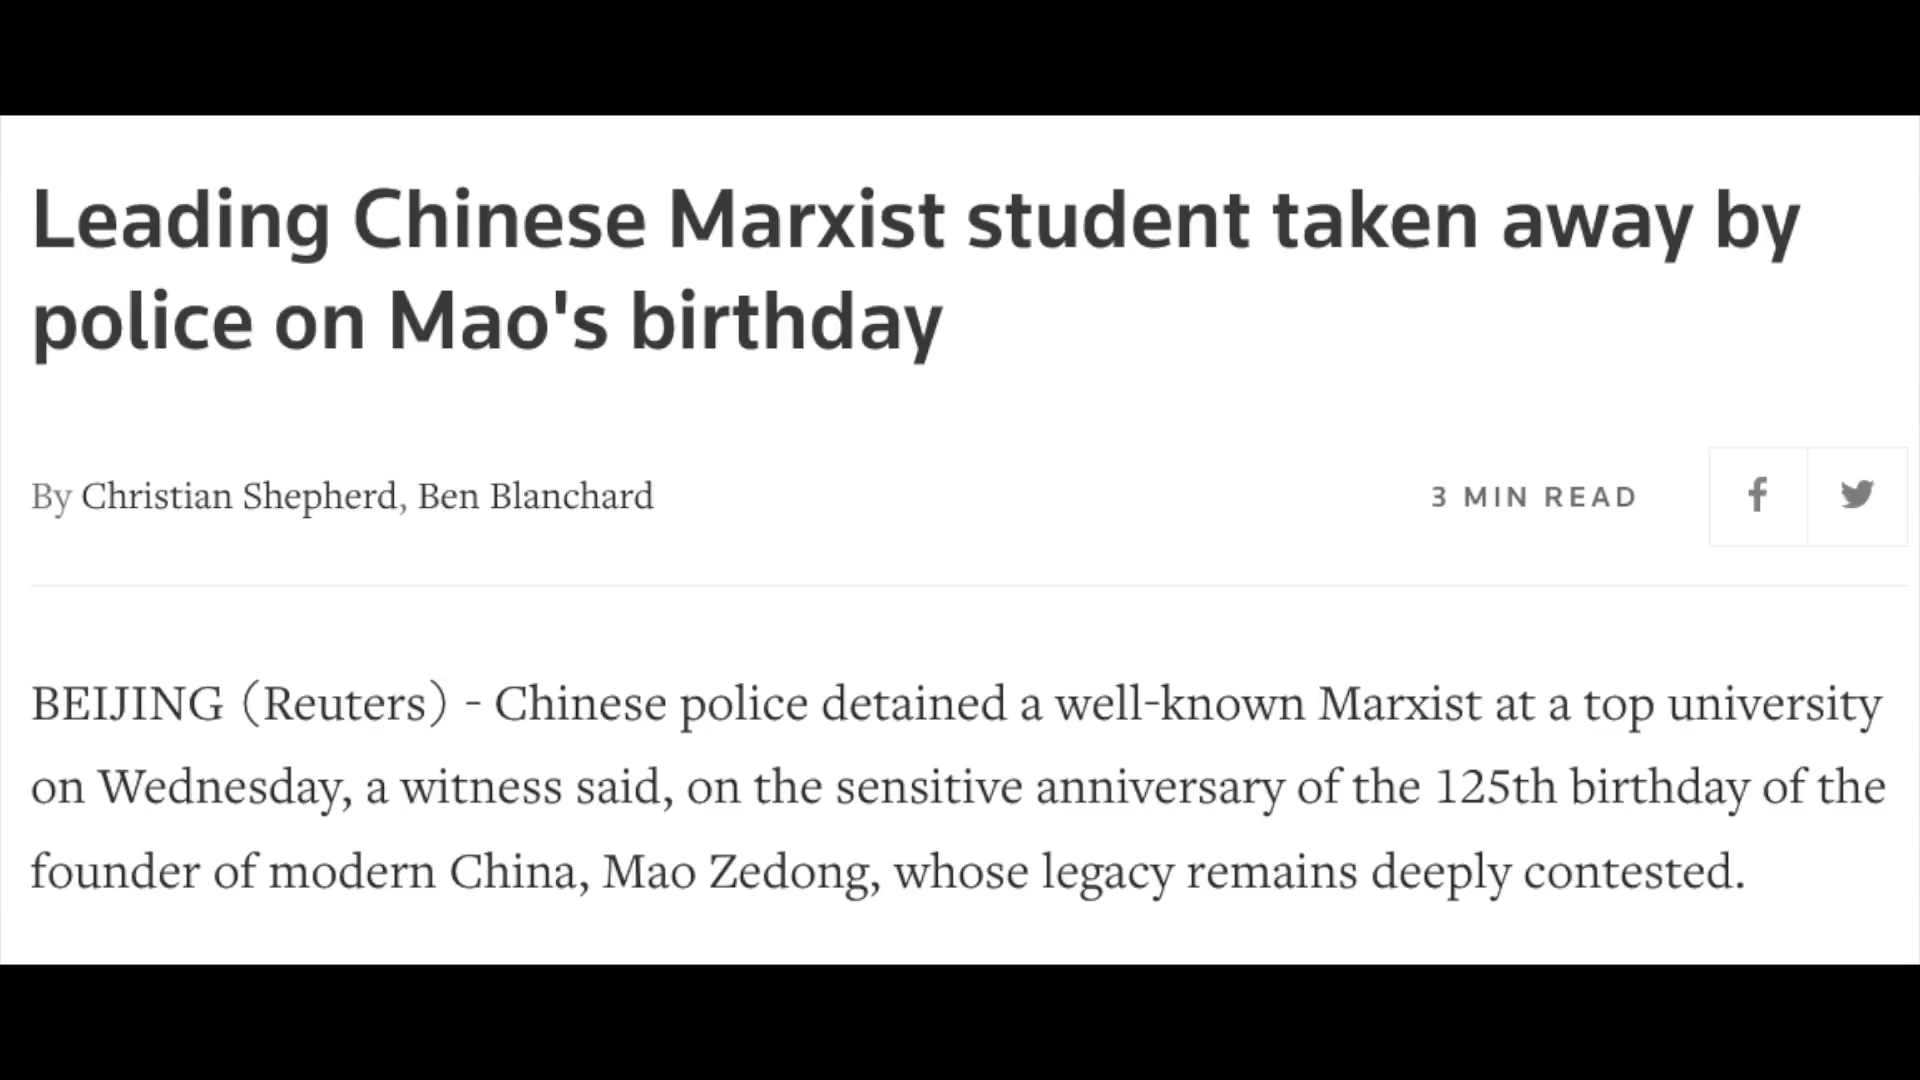 Leading Chinese Marxist student taken away by
police on Mao's birthday
By Christian Shepherd, Ben Blanchard
3 MIN READ
BEIJING (Reuters) - Chinese police detained a well-known Marxist at a top university
on Wednesday, a witness said, on the sensitive anniversary of the 125th birthday of the
founder of modern China, Mao Zedong, whose legacy remains deeply contested.